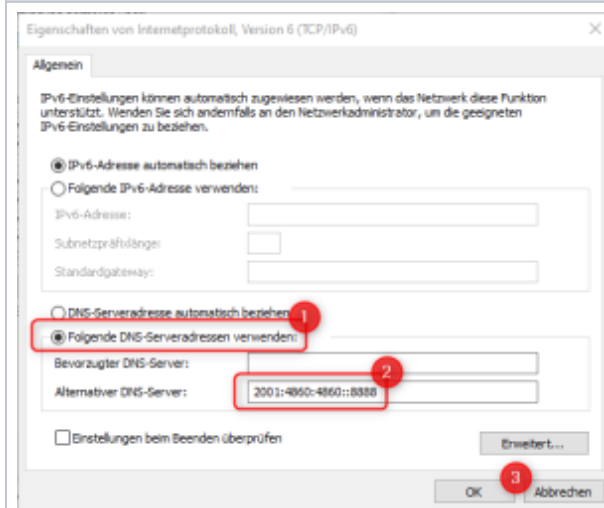 Eigenschaften von Internetprotokoll, Version 6 (TCP/IPv6)
Allgemein
IPv6-Einstellungen können automatisch zugewiesen werden, wenn das Netzwerk diese Funktion
unterstützt. Wenden Sie sich andernfalls an den Netzwerkadministrator, um die geeigneten
IPv6-Einstellungen zu beziehen.
IPv6-Adresse automatisch beziehen
Folgende IPv6-Adresse verwenden:
IPv6-Adresse:
Subnetzpräfixlänge:
Standardgateway:
DNS-Serveradresse automatisch beziehen
1
Folgende DNS-Serveradressen verwenden:
Bevorzugter DNS-Server:
2
Alternativer DNS-Server: 2001:4860:4860::8888
Einstellungen beim Beenden überprüfen
Erweitert...
3
OK Abbrechen